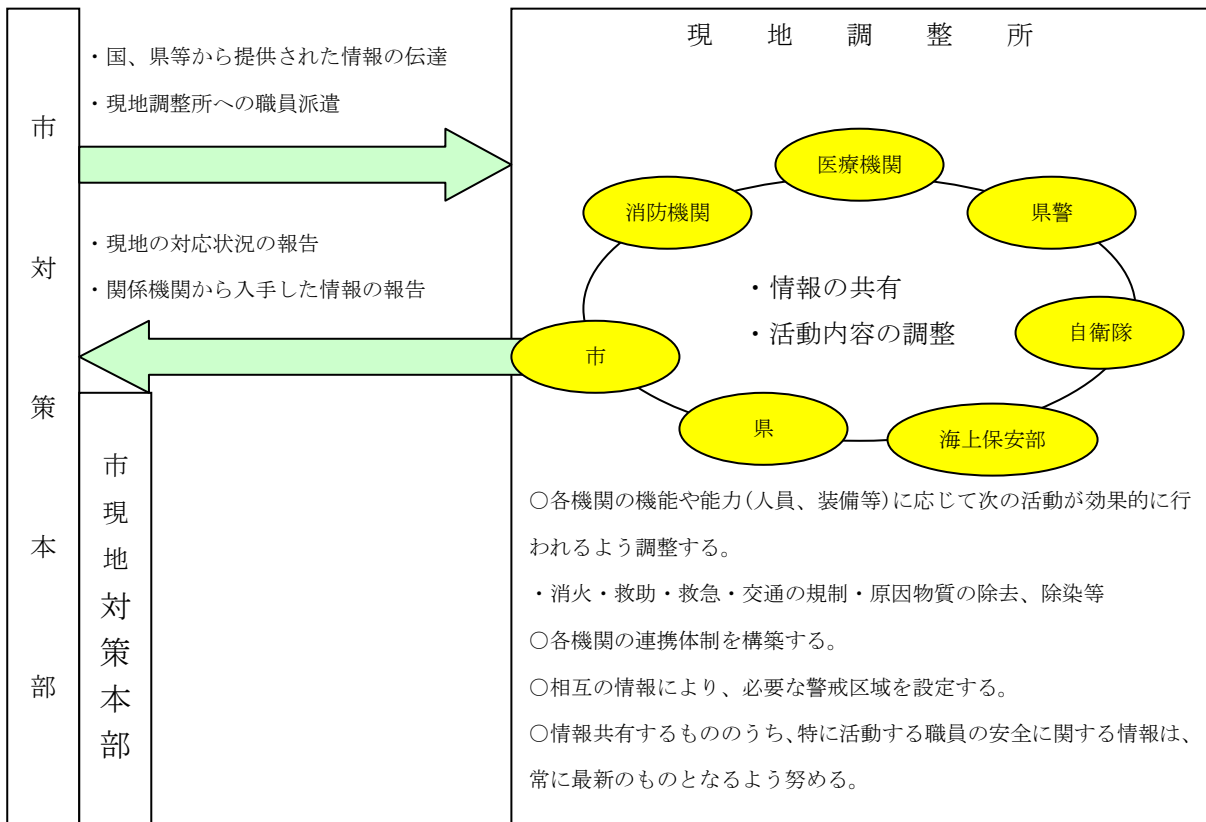 市対策本部
・国、県等から提供された情報の伝達
・現地調整所への職員派遣
・現地の対応状況の報告
・関係機関から入手した情報の報告
市現地対策本部
現地調整所
医療機関
消防機関
県警
・情報の共有
・活動内容の調整
自衛隊
市
県
海上保安部
○各機関の機能や能力(人員、装備等)に応じて次の活動が効果的に行
われるよう調整する。
・消火・救助・救急・交通の規制・原因物質の除去、除染等
○各機関の連携体制を構築する。
○相互の情報により、必要な警戒区域を設定する。
○情報共有するもののうち、特に活動する職員の安全に関する情報は、
常に最新のものとなるよう努める。